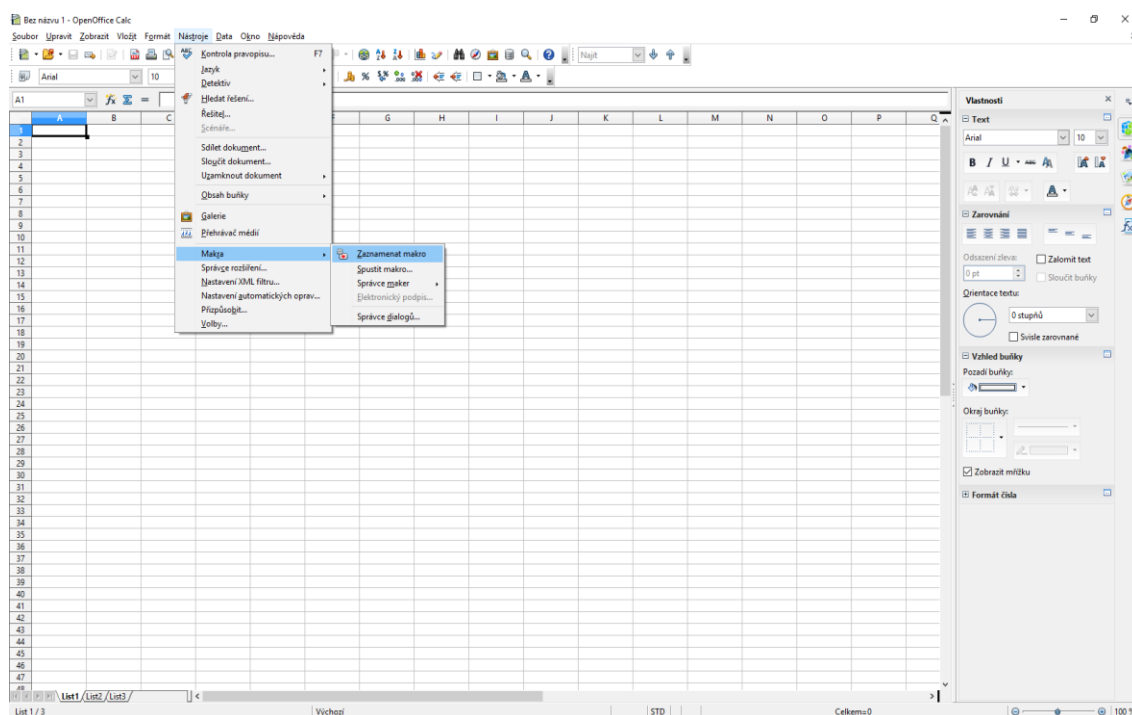 Bez názvu 1 - OpenOffice Calc
Soubor Upravit Zobrazit Vložit Formát Nástroje Data Okno Nápověda
Najít
Arial 10
A1
Kontrola pravopisu... F7
Jazyk
Detektiv
Hledat řešení...
Řešitel...
Scénáře...
Sdílet dokument...
Sloučit dokument...
Uzamknout dokument
Obsah buňky
Galerie
Přehrávač médií
Makra
Správce rozšíření...
Nastavení XML filtru...
Nastavení automatických oprav...
Přizpůsobit...
Volby...
Zaznamenat makro
Spustit makro...
Správce maker
Elektronický podpis...
Správce dialogů...
A B C F G H I J K L M N O P Q
1
2
3
4
5
6
7
8
9
10
11
12
13
14
15
16
17
18
19
20
21
22
23
24
25
26
27
28
29
30
31
32
33
34
35
36
37
38
39
40
41
42
43
44
45
46
47
48
Vlastnosti
Text
Arial 10
Zarovnání
Odsazení zleva:
Zalomit text
0 pt
Sloučit buňky
Orientace textu:
0 stupňů
Svisle zarovnané
Vzhled buňky
Pozadí buňky:
Okraj buňky:
Zobrazit mřížku
Formát čísla
List1 List2 List3
List 1 / 3 Výchozí STD Celkem=0 100 %